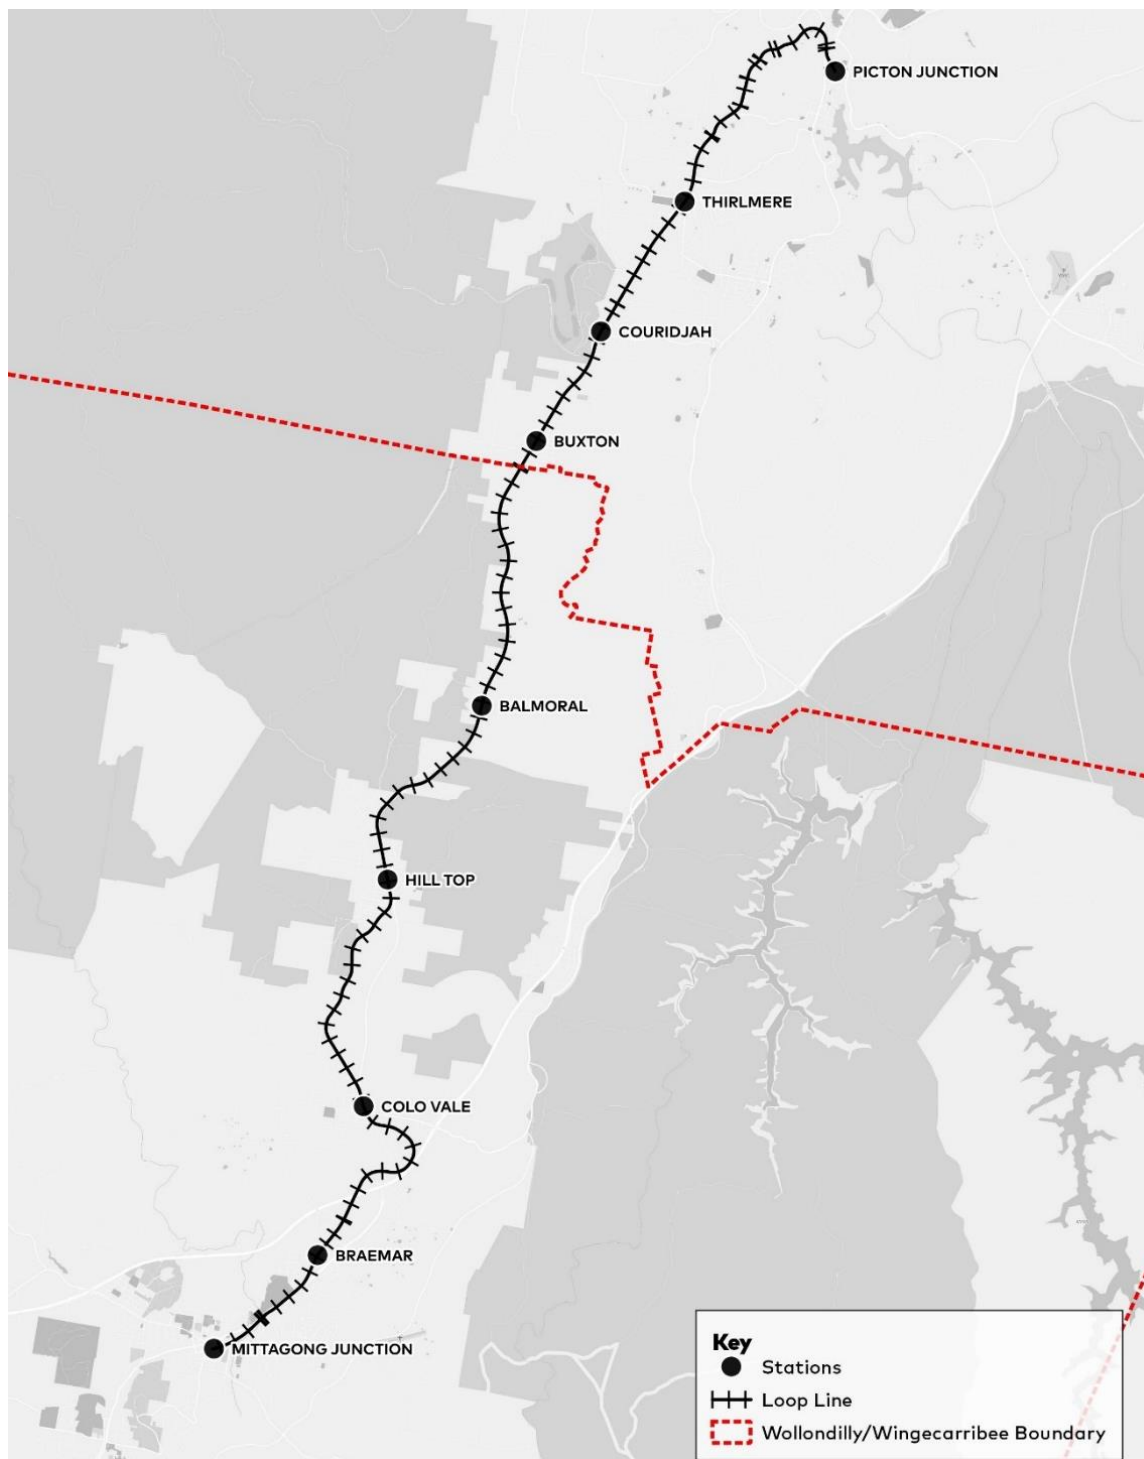 PICTON JUNCTION
THIRLMERE
COURIDJAH
BUXTON
BALMORAL
HILL TOP
COLO VALE
BRAEMAR
MITTAGONG JUNCTION
Key
Stations
Loop Line
Wollondilly/Wingecarribee Boundary